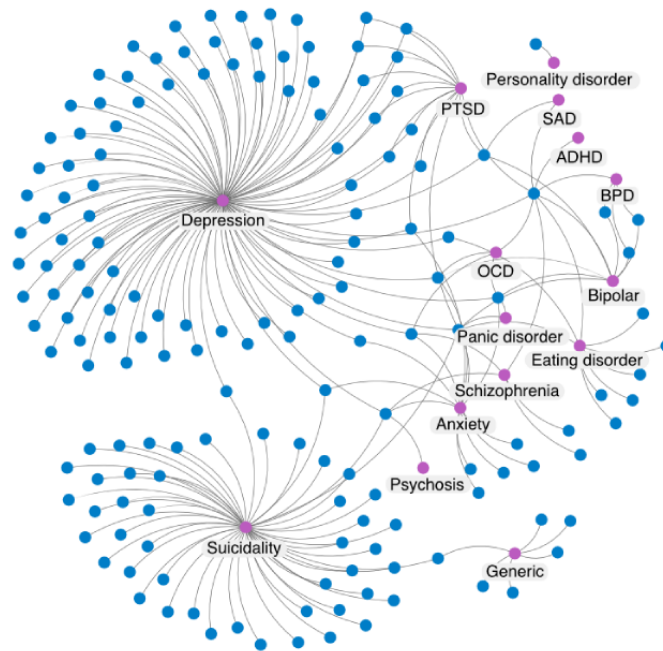 Personality disorder
PTSD
SAD
ADHD
BPD
Depression
OCD
Bipolar
Panic disorder
Eating disorder
Schizophrenia
Anxiety
Psychosis
Suicidality
Generic